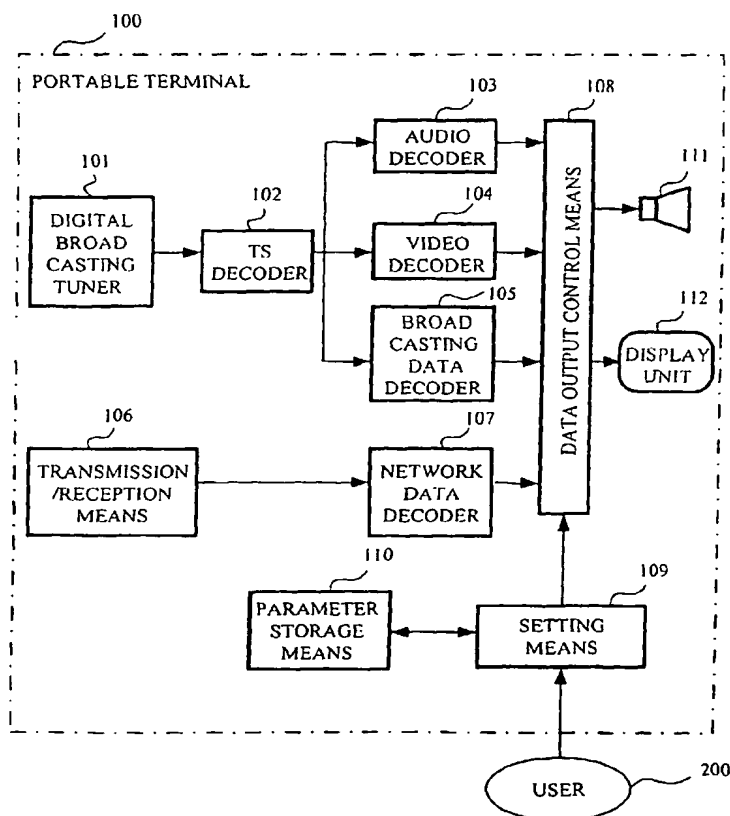 100
PORTABLE TERMINAL
103
108
AUDIO
DECODER
111
101
102
104
DIGITAL
BROAD
CASTING
TUNER
TS
DECODER
VIDEO
DECODER
105
112
BROAD
CASTING
DATA
DECODER
DATA OUTPUT CONTROL MEANS
DISPLAY
UNIT
106
107
TRANSMISSION
/RECEPTION
MEANS
NETWORK
DATA
DECODER
110
109
PARAMETER
STORAGE
MEANS
SETTING
MEANS
200
USER